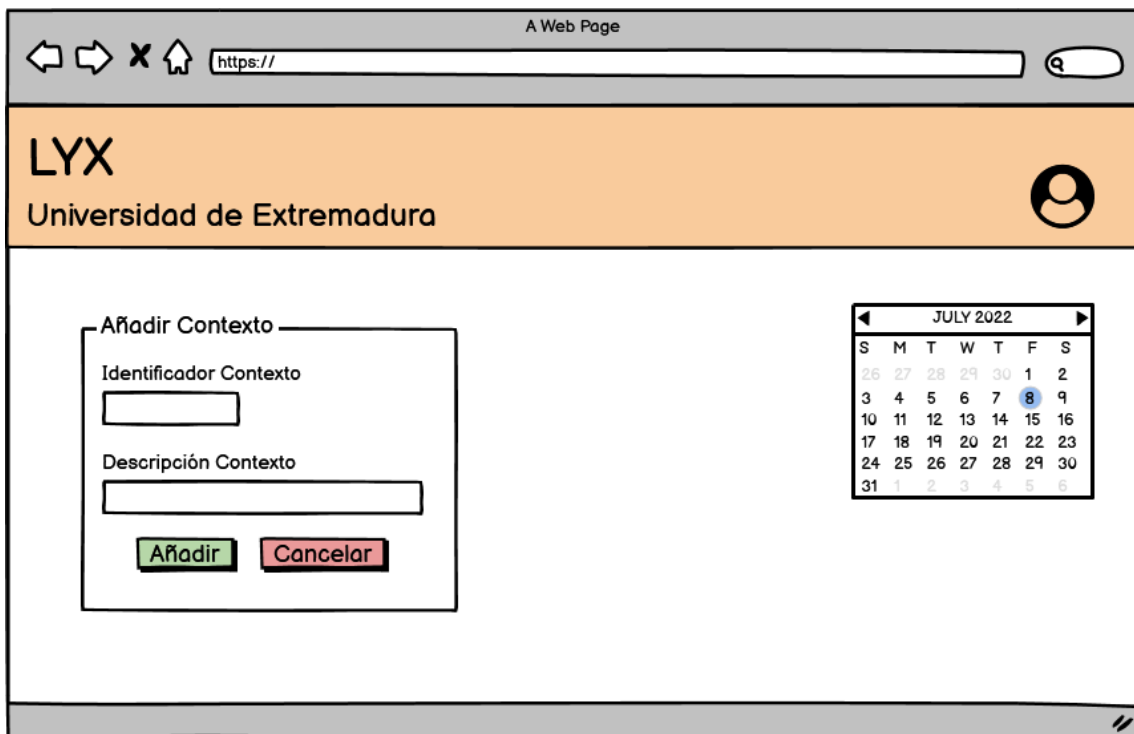 A Web Page
https://
LYX
Universidad de Extremadura
Añadir Contexto
Identificador Contexto
Descripción Contexto
Añadir Cancelar
JULY 2022
S M T W T F S
26 27 28 29 30 1 2
3 4 5 6 7 8 9
10 11 12 13 14 15 16
17 18 19 20 21 22 23
24 25 26 27 28 29 30
31 1 2 3 4 5 6